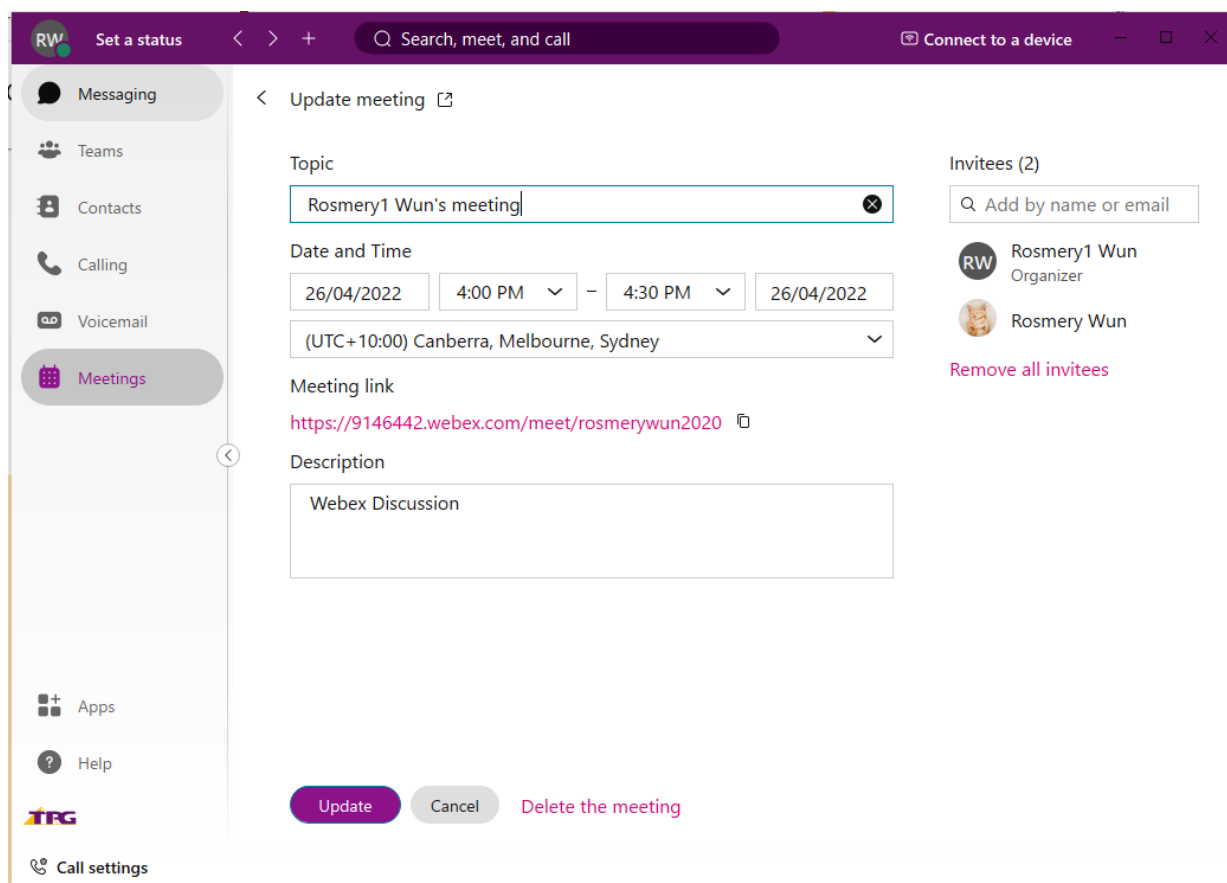 RW Set a status Search, meet, and call Connect to a device
Messaging
Teams
Contacts
Calling
Voicemail
Meetings
Apps
Help
TPG
Call settings
Update meeting
Topic
Rosmery1 Wun's meeting
Date and Time
26/04/2022 4:00 PM – 4:30 PM 26/04/2022
(UTC+10:00) Canberra, Melbourne, Sydney
Meeting link
https://9146442.webex.com/meet/rosmerywun2020
Description
Webex Discussion
Update Cancel Delete the meeting
Invitees (2)
Add by name or email
RW Rosmery1 Wun
Organizer
Rosmery Wun
Remove all invitees